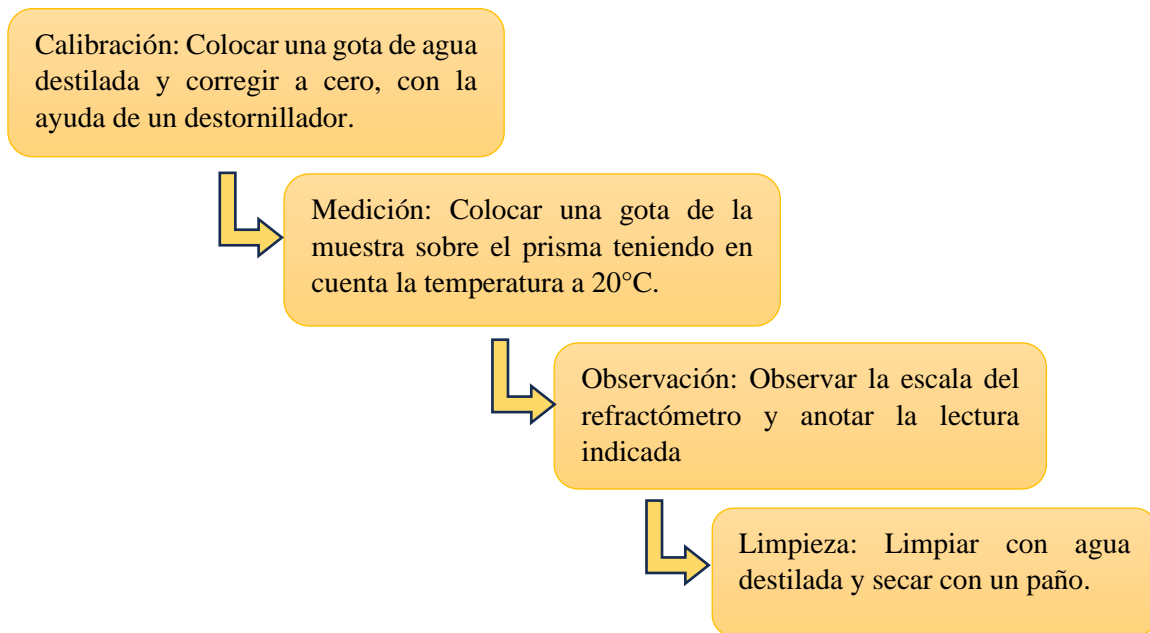 Calibración: Colocar una gota de agua
destilada y corregir a cero, con la
ayuda de un destornillador.
Medición: Colocar una gota de la
muestra sobre el prisma teniendo en
cuenta la temperatura a 20°C.
Observación: Observar la escala del
refractómetro y anotar la lectura
indicada
Limpieza: Limpiar con agua
destilada y secar con un paño.